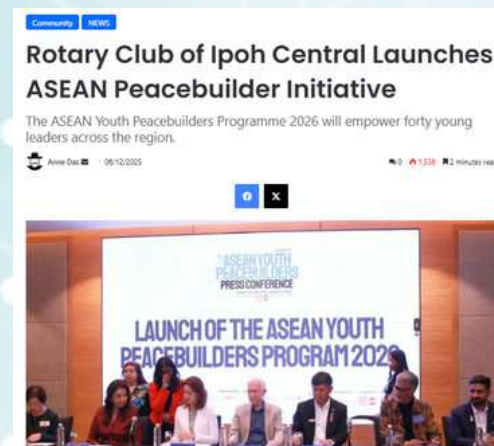 Community NEWS
Rotary Club of Ipoh Central Launches
ASEAN Peacebuilder Initiative
The ASEAN Youth Peacebuilders Programme 2026 will empower forty young
leaders across the region.
Anne Das 06/12/2025 0 1,538 2 minutes rea
ASEAN YOUTH
PEACEBUILDERS
PRESS CONFERENCE
LAUNCH OF THE ASEAN YOUTH
PEACEBUILDERS PROGRAM 202